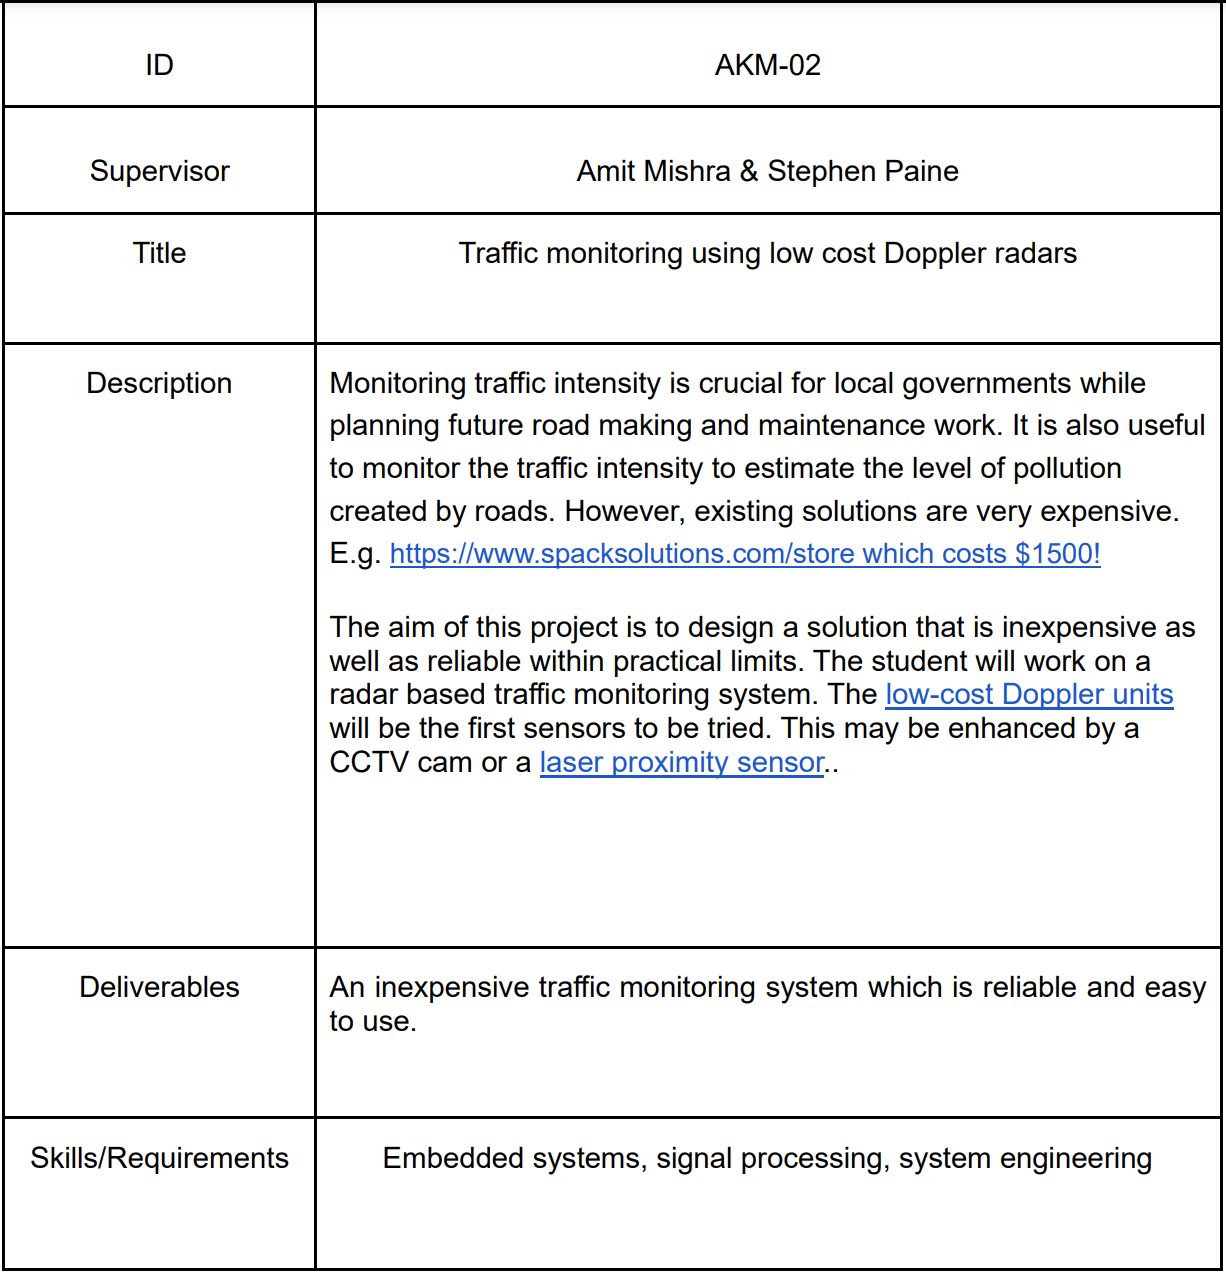 ID
AKM-02
Supervisor
Amit Mishra & Stephen Paine
Title
Traffic monitoring using low cost Doppler radars
Description
Monitoring traffic intensity is crucial for local governments while
planning future road making and maintenance work. It is also useful
to monitor the traffic intensity to estimate the level of pollution
created by roads. However, existing solutions are very expensive.
E.g. https://www.spacksolutions.com/store which costs $1500!
The aim of this project is to design a solution that is inexpensive as
well as reliable within practical limits. The student will work on a
radar based traffic monitoring system. The low-cost Doppler units
will be the first sensors to be tried. This may be enhanced by a
CCTV cam or a laser proximity sensor..
Deliverables
An inexpensive traffic monitoring system which is reliable and easy
to use.
Skills/Requirements
Embedded systems, signal processing, system engineering